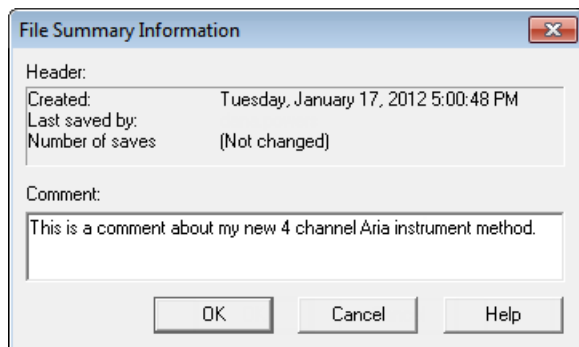 File Summary Information
Header:
Created: Tuesday, January 17, 2012 5:00:48 PM
Last saved by:
Number of saves (Not changed)
Comment:
This is a comment about my new 4 channel Aria instrument method.
OK Cancel Help